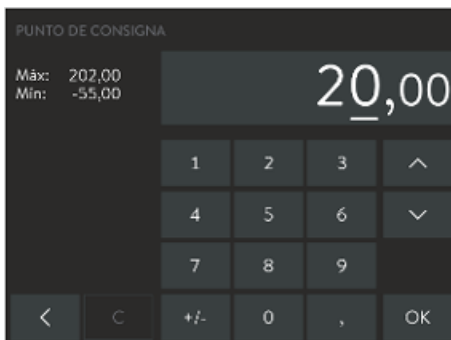 PUNTO DE CONSIGNA
Máx: 202,00
Mín: -55,00
20,00
1 2 3
4 5 6
7 8 9
C +/- 0 , OK